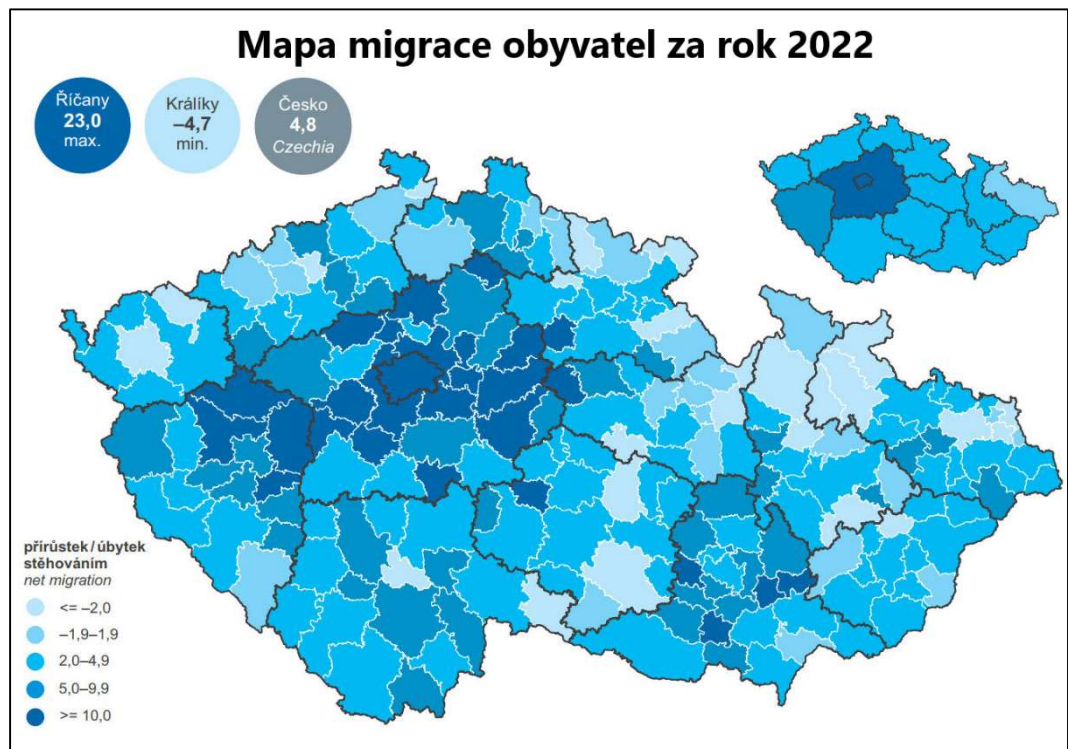 Mapa migrace obyvatel za rok 2022
Říčany
23,0
max.
Králíky
–4,7
min.
Česko
4,8
Czechia
přírůstek / úbytek
stěhováním
net migration
<= –2,0
–1,9–1,9
2,0–4,9
5,0–9,9
>= 10,0